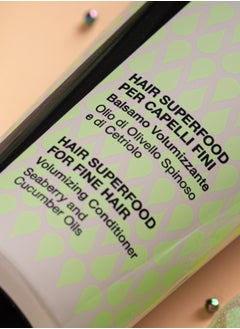 HAIR SUPERFOOD
PER CAPELLI FINI
Balsamo Volumizzante
Olio di Olivello Spinoso
e di Cetriolo
HAIR SUPERFOOD
FOR FINE HAIR
Volumizing Conditioner
Seaberry and
Cucumber Oils